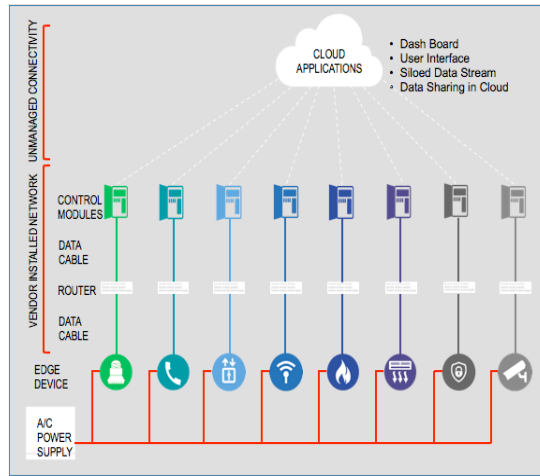 UNMANAGED CONNECTIVITY
CLOUD
APPLICATIONS
• Dash Board
• User Interface
• Siloed Data Stream
• Data Sharing in Cloud
VENDOR INSTALLED NETWORK
CONTROL
MODULES
DATA
CABLE
ROUTER
DATA
CABLE
EDGE
DEVICE
A/C
POWER
SUPPLY